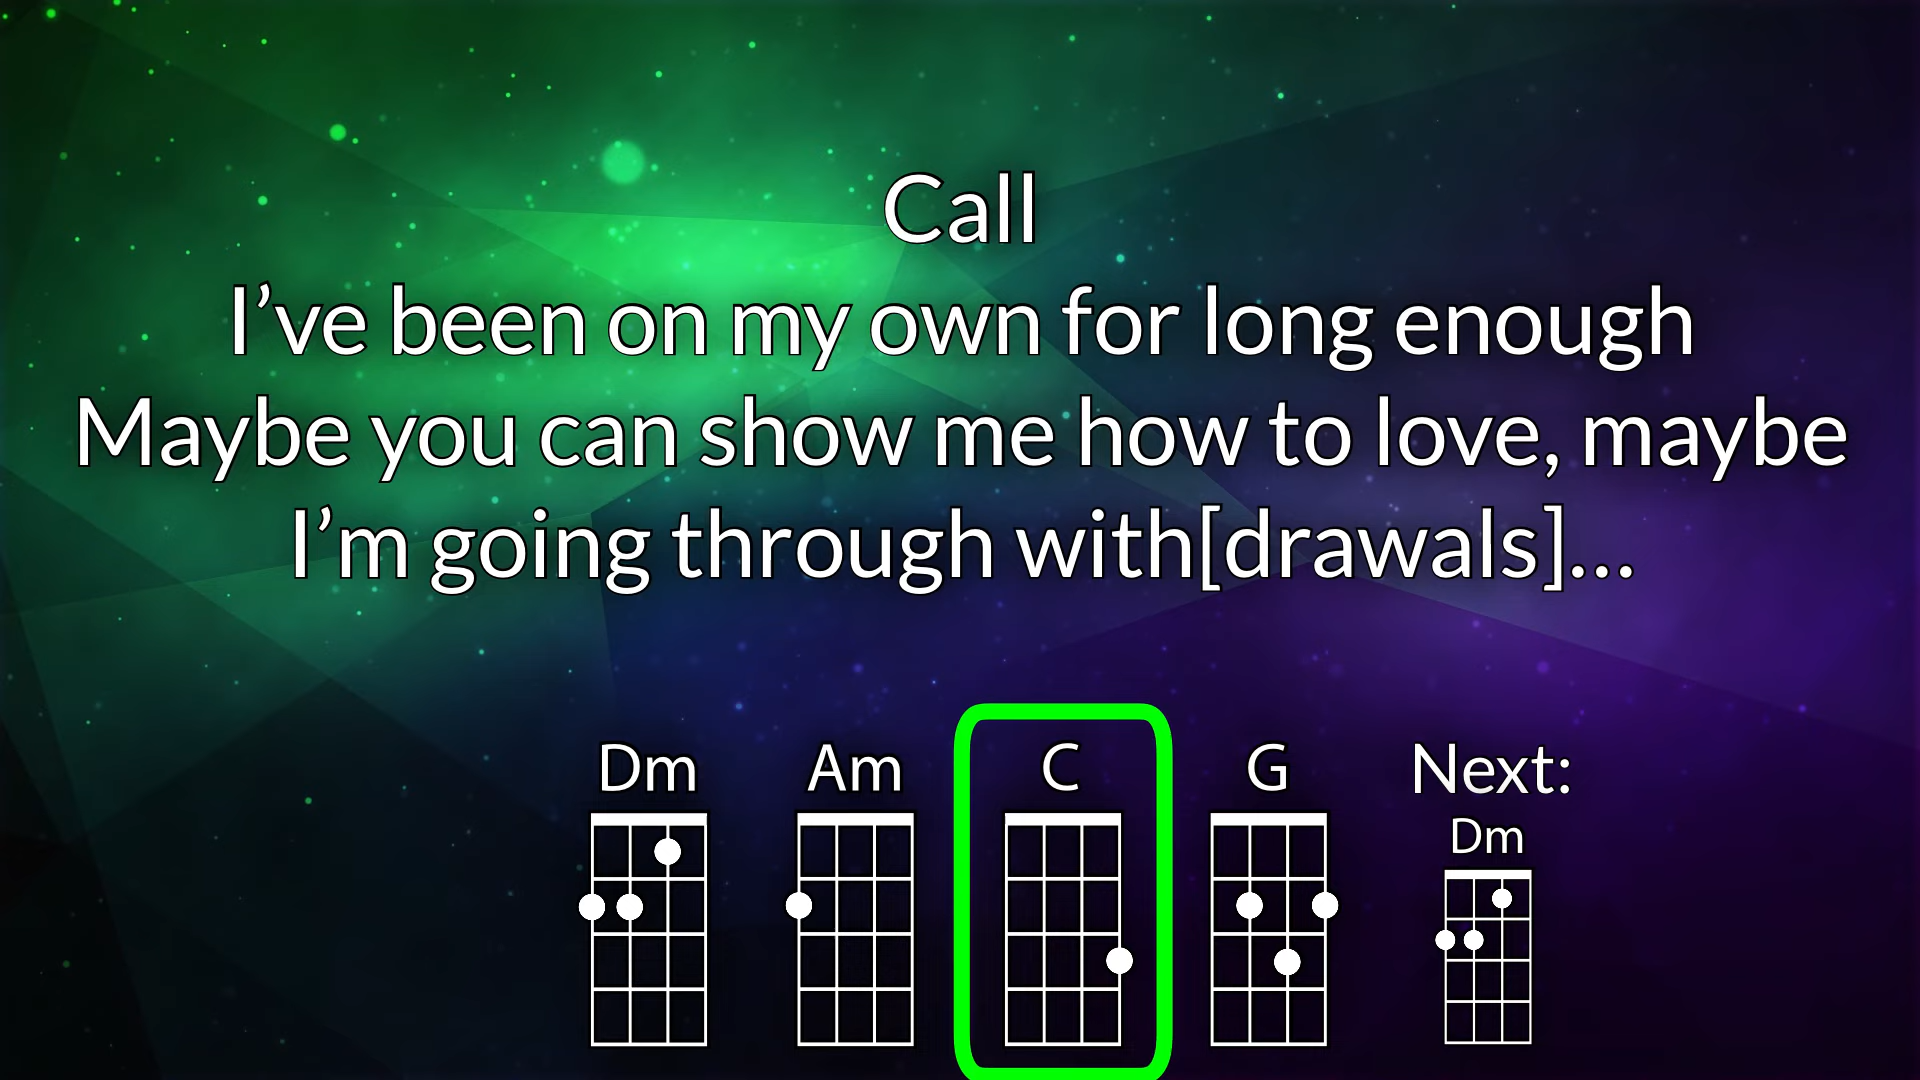 Call
I’ve been on my own for long enough
Maybe you can show me how to love, maybe
I’m going through with[drawals]...
Dm Am C G Next:
Dm